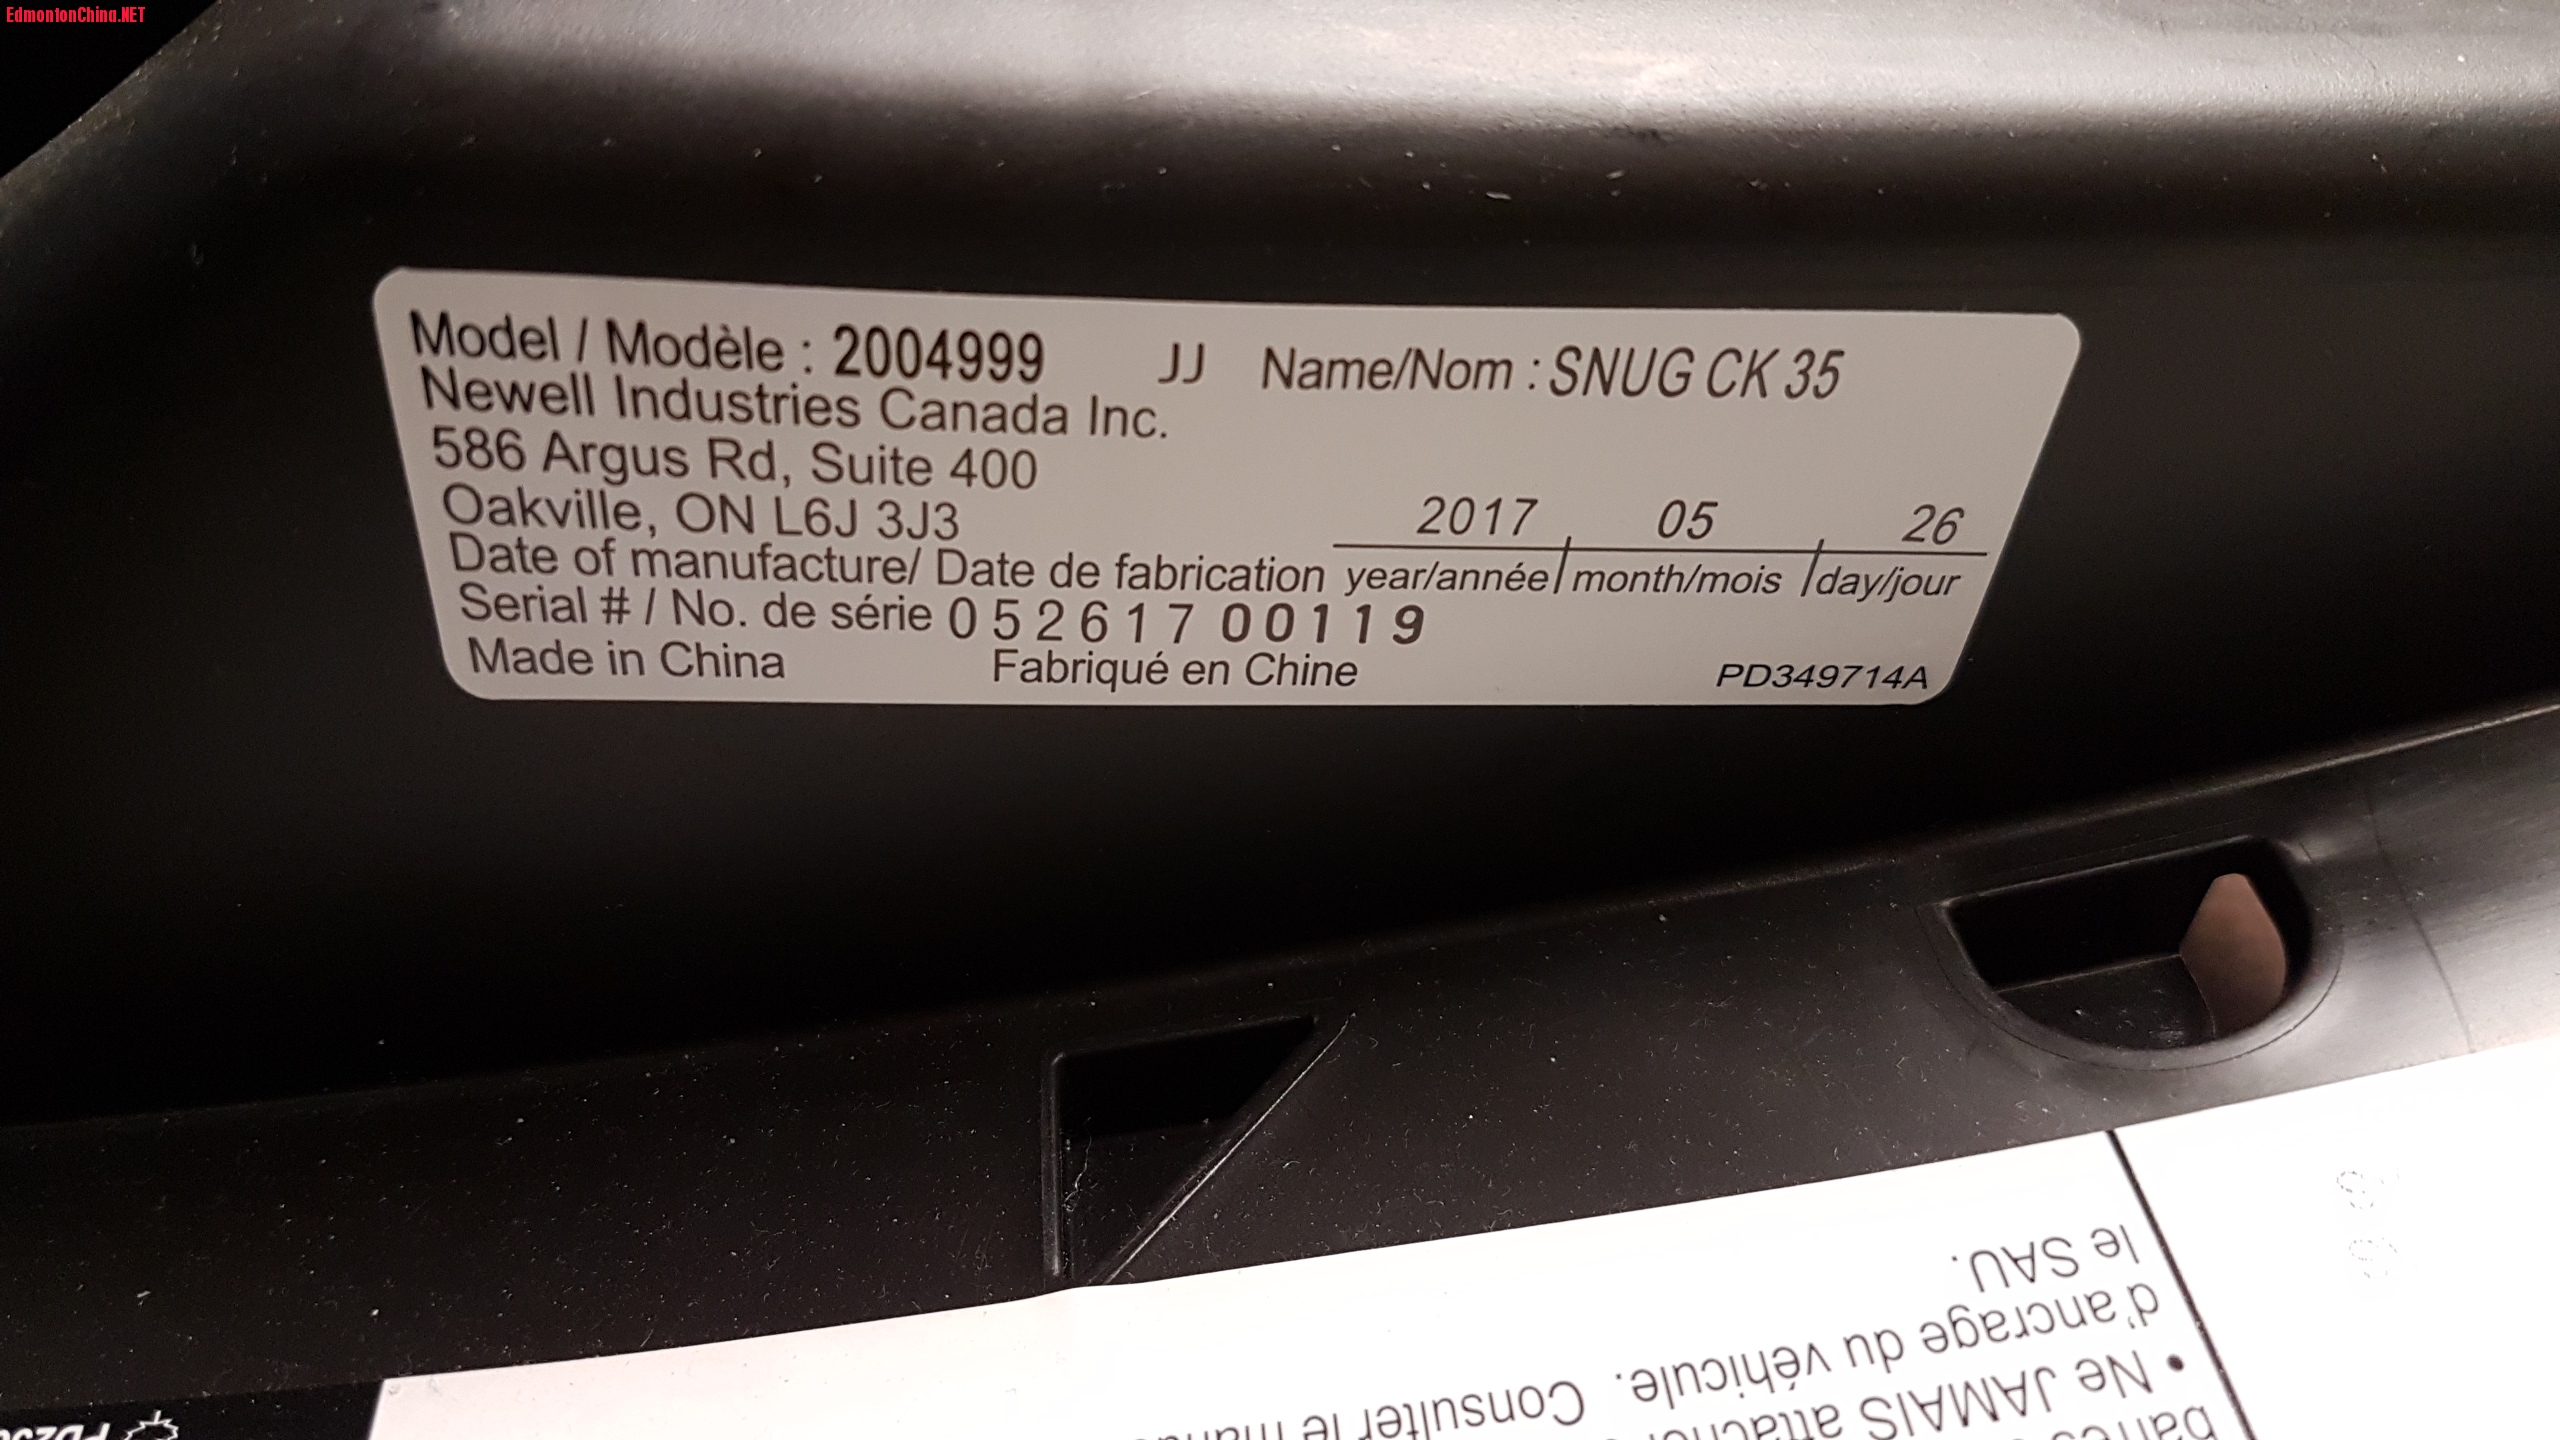 EdmontonChina.NET
Model / Modèle : 2004999 JJ Name/Nom : SNUG CK 35
Newell Industries Canada Inc.
586 Argus Rd, Suite 400
Oakville, ON L6J 3J3
2017 05 26
Date of manufacture/ Date de fabrication year/année/ month/mois /day/jour
Serial # / No. de série 052617 00119
Made in China Fabriqué en Chine PD349714A
• Ne JAMAIS
d'ancrage du véhicule. Consulter le
le SAU.